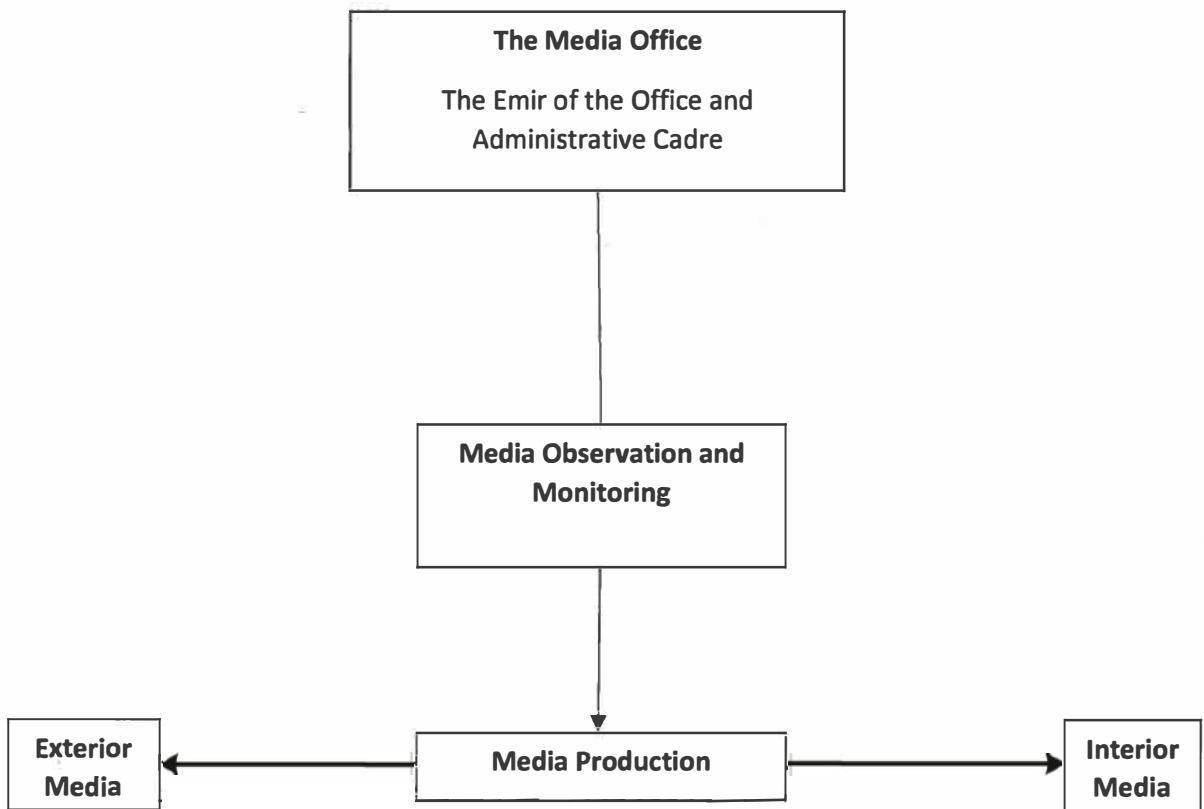 The Media Office
The Emir of the Office and
Administrative Cadre
Media Observation and
Monitoring
Exterior
Media
Media Production
Interior
Media